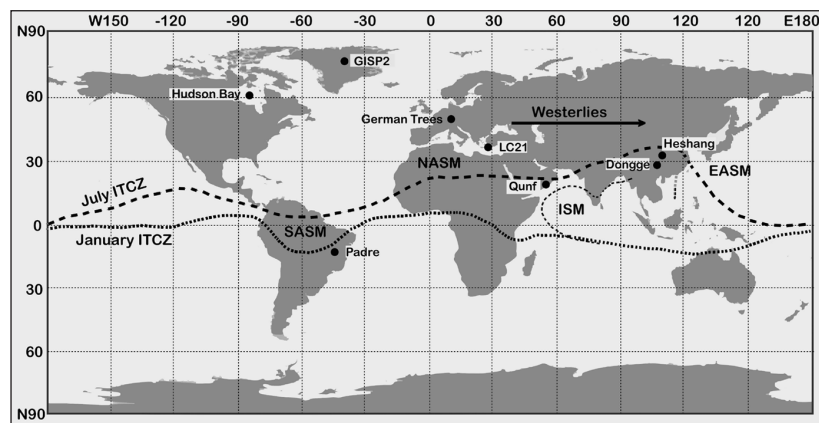 W150 -120 -90 -60 -30 0 30 60 90 120 120 E180
N90
GISP2
Hudson Bay
60
Westerlies
German Trees
Heshang
LC21
30
NASM
Dongge
EASM
July ITCZ
Qunf
ISM
0
January ITCZ
SASM
Padre
30
60
N90